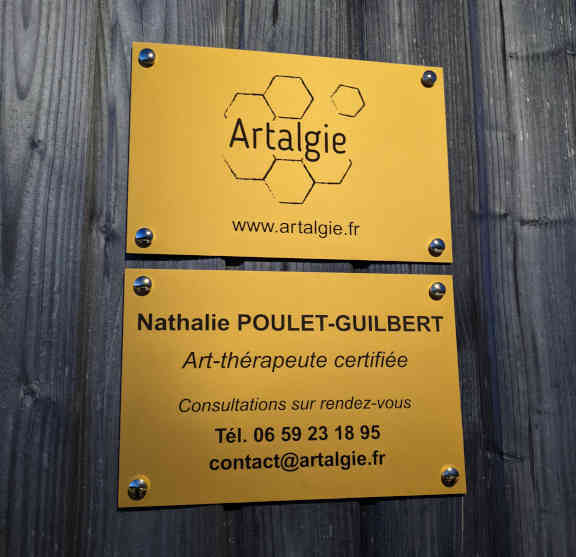 Artalgie
www.artalgie.fr
Nathalie POULET-GUILBERT
Art-thérapeute certifiée
Consultations sur rendez-vous
Tél. 06 59 23 18 95
contact@artalgie.fr